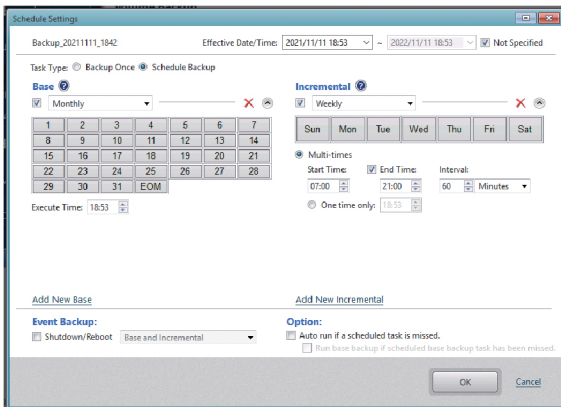 Schedule Settings
Backup_20211111_1842 Effective Date/Time: 2021/11/11 18:53 ~ 2022/11/11 18:53 Not Specified
Task Type: Backup Once Schedule Backup
Base Incremental
Monthly Weekly
1 2 3 4 5 6 7 Sun Mon Tue Wed Thu Fri Sat
8 9 10 11 12 13 14
15 16 17 18 19 20 21 Multi-times
22 23 24 25 26 27 28 Start Time: End Time: Interval:
29 30 31 EOM 07:00 21:00 60 Minutes
Execute Time: 18:53 One time only: 18:53
Add New Base Add New Incremental
Event Backup: Option:
Shutdown/Reboot Base and Incremental Auto run if a scheduled task is missed.
Run base backup if scheduled base backup task has been missed.
OK Cancel